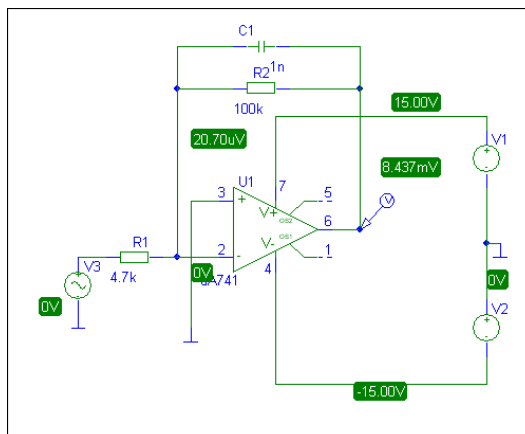 C1
R2
1n
100k
15.00V
20.70uV
V1
8.437mV
U1
7
3
5
+
V+
OS2
6
V
R1
2
-
V-
OS1
1
V3
4.7k
0V
4
uA741
0V
0V
V2
-15.00V